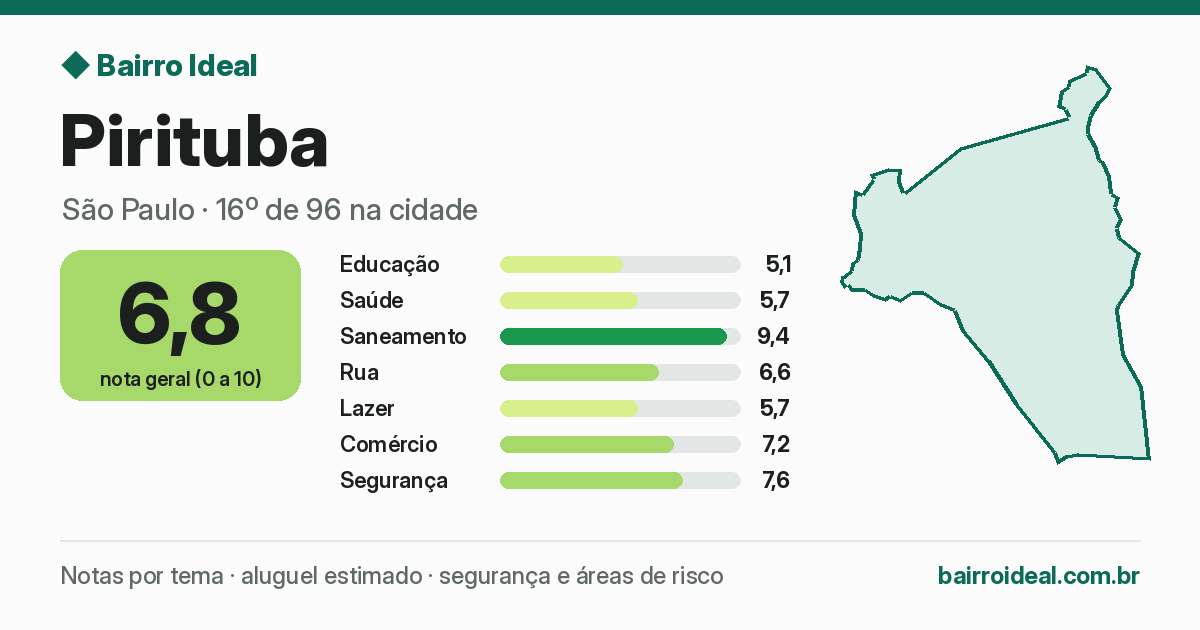 Bairro Ideal
Pirituba
São Paulo · 16º de 96 na cidade
6,8
nota geral (0 a 10)
Educação 5,1
Saúde 5,7
Saneamento 9,4
Rua 6,6
Lazer 5,7
Comércio 7,2
Segurança 7,6
Notas por tema · aluguel estimado · segurança e áreas de risco
bairroideal.com.br